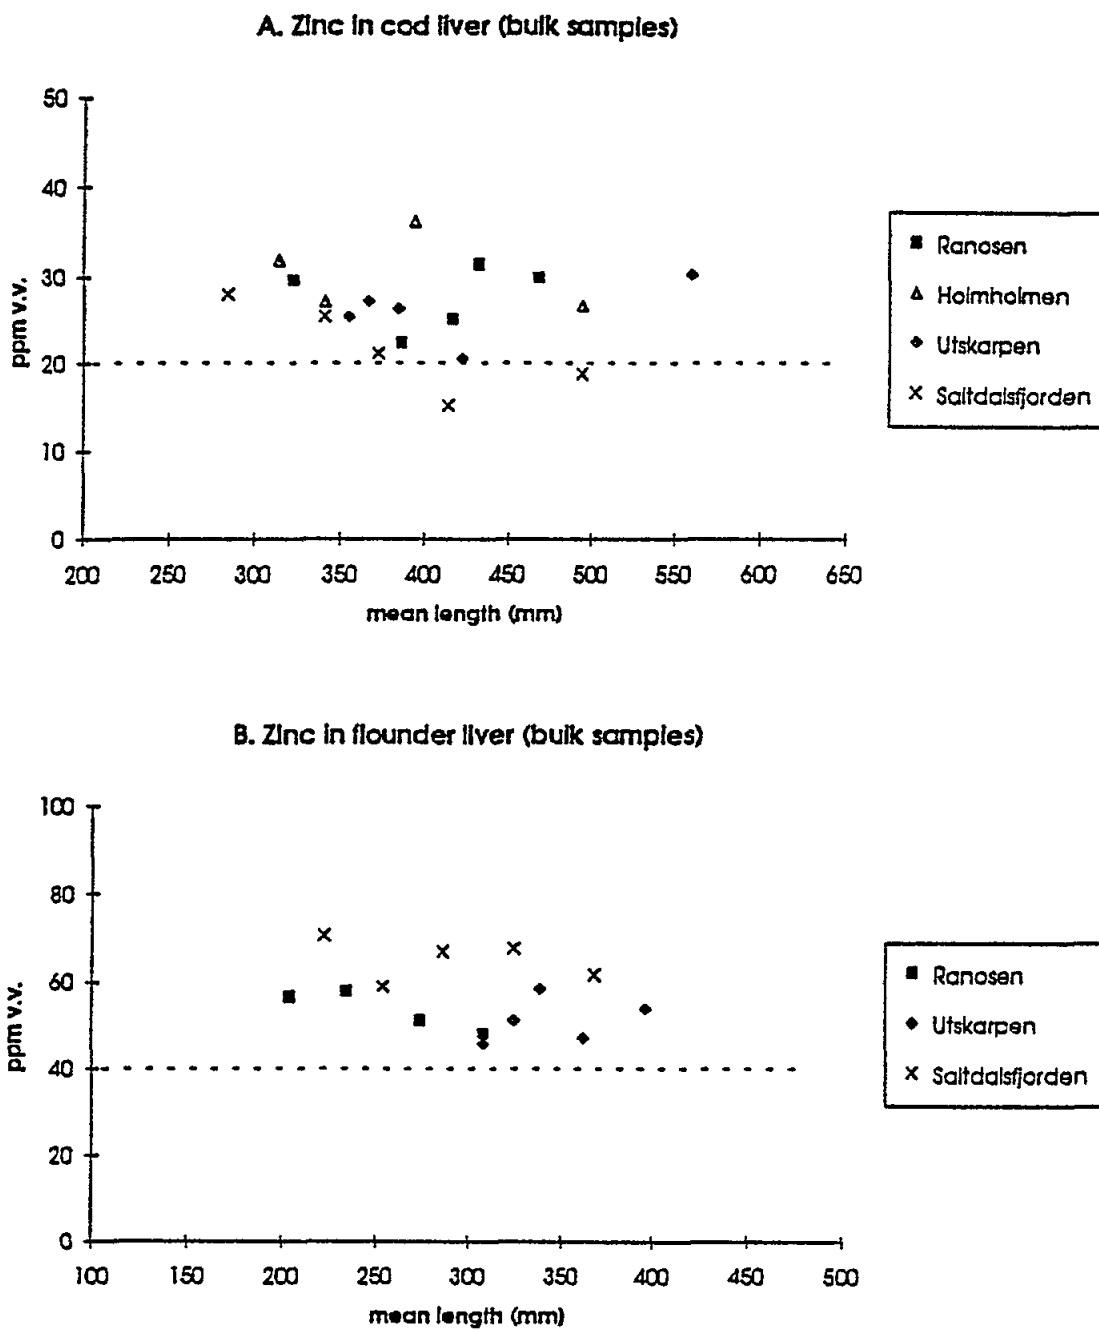 A. Zinc in cod liver (bulk samples)
50
40
30
20
10
0
ppm v.v.
200 250 300 350 400 450 500 550 600 650
mean length (mm)
Ranosen
Holmholmen
Utskarpen
Saltdalsfjorden
B. Zinc in flounder liver (bulk samples)
100
80
60
40
20
0
ppm v.v.
100 150 200 250 300 350 400 450 500
mean length (mm)
Ranosen
Utskarpen
Saltdalsfjorden